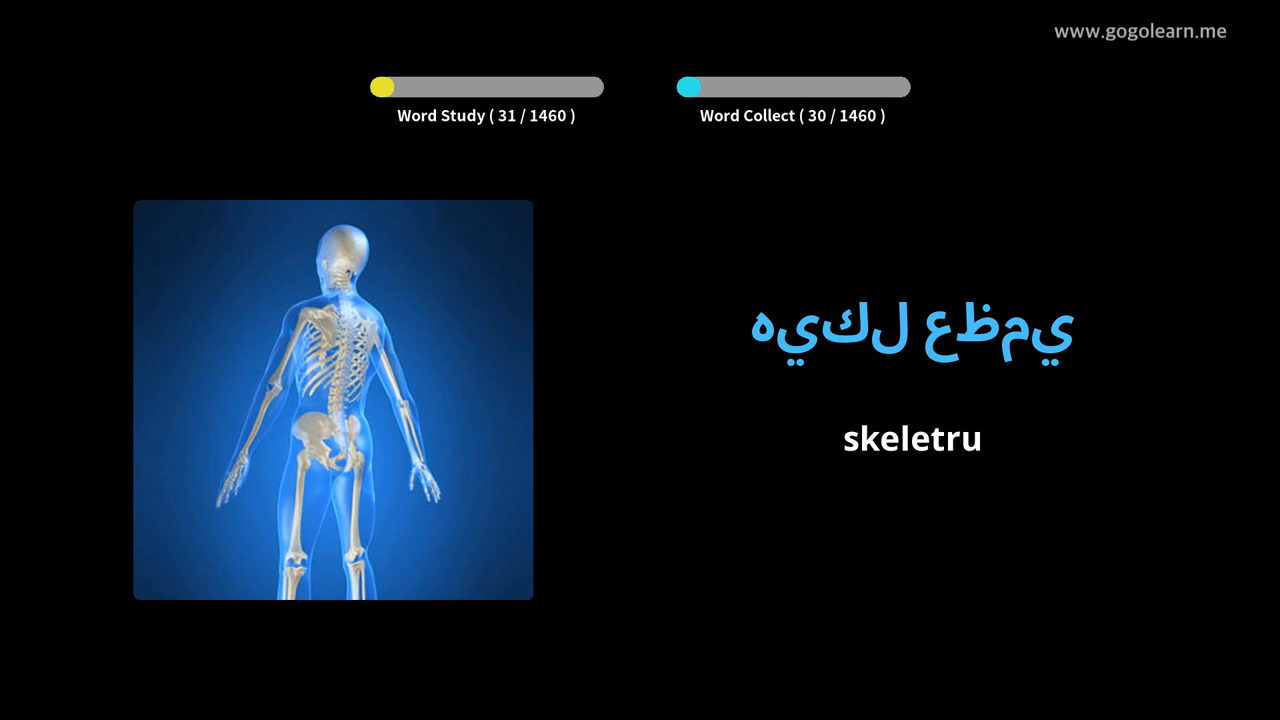 www.gogolearn.me
Word Study ( 31 / 1460 )
Word Collect ( 30 / 1460 )
هيكل عظمي
skeletru